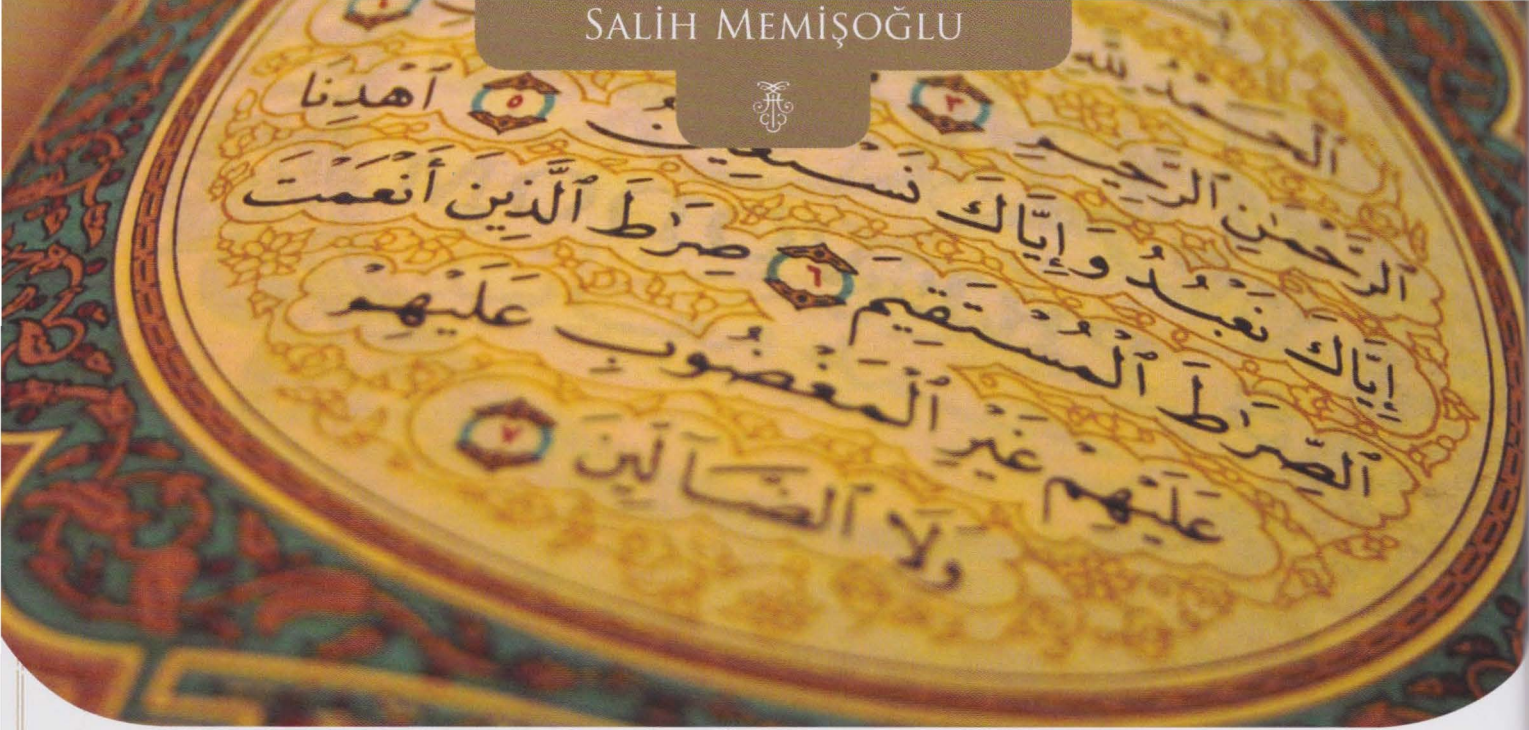 SALİH MEMİŞOĞLU
ٱلْحَمْدُ لِلَّهِ
ٱلرَّحْمَٰنِ ٱلرَّحِيمِ ٣
إِيَّاكَ نَعْبُدُ وَإِيَّاكَ نَسْتَعِينُ ٥ ٱهْدِنَا
ٱلصِّرَٰطَ ٱلْمُسْتَقِيمَ ٦ صِرَٰطَ ٱلَّذِينَ أَنْعَمْتَ
عَلَيْهِمْ غَيْرِ ٱلْمَغْضُوبِ عَلَيْهِمْ
وَلَا ٱلضَّآلِّينَ ٧